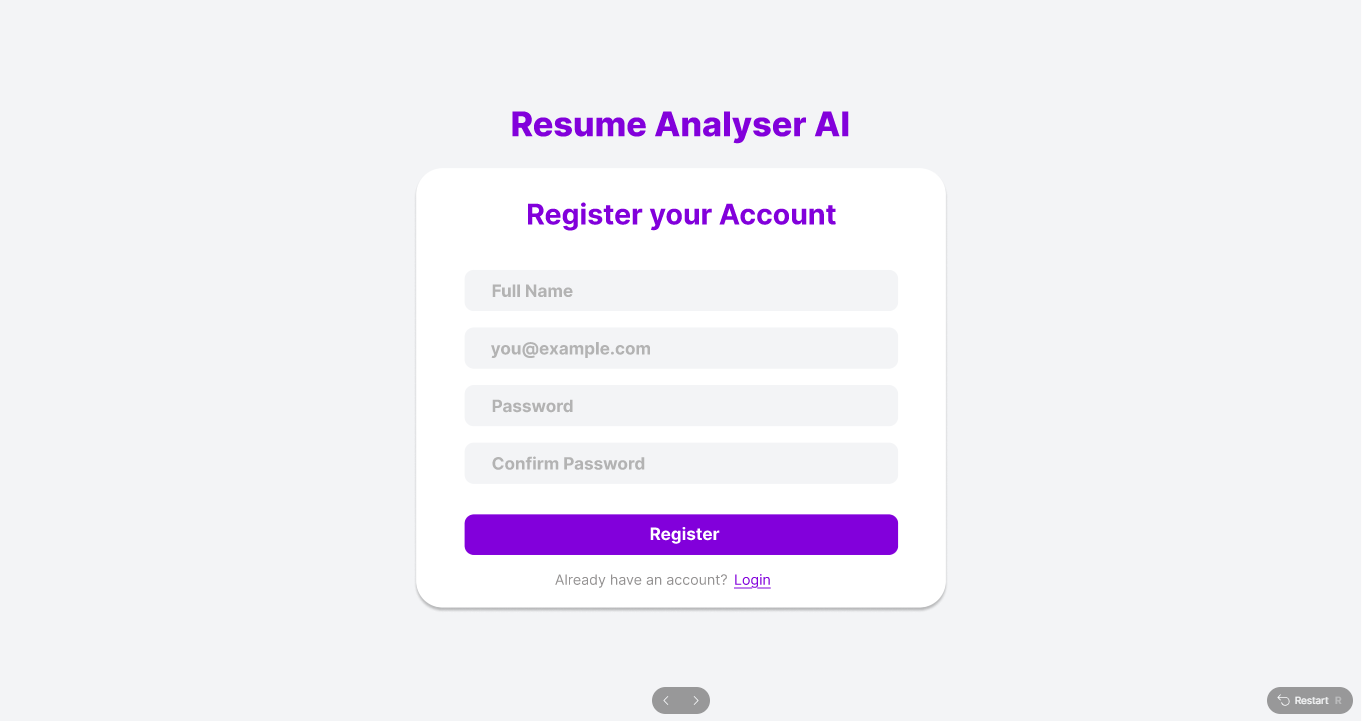 Resume Analyser AI
Register your Account
Full Name
you@example.com
Password
Confirm Password
Register
Already have an account? Login
Restart R